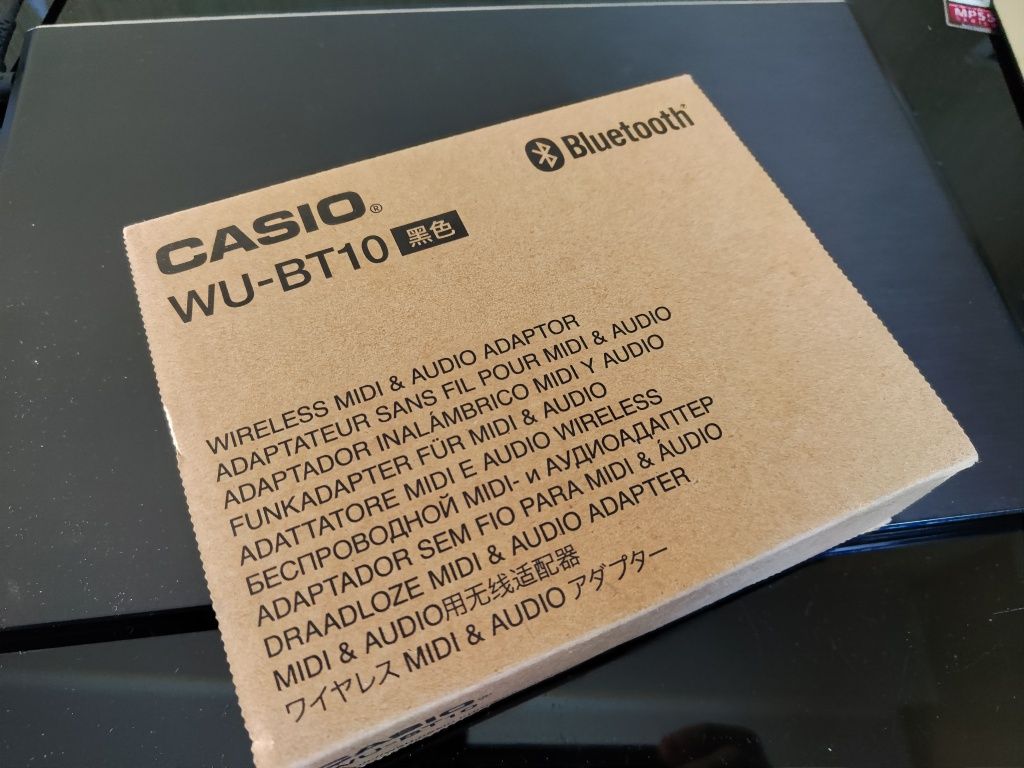 Bluetooth®
CASIO®
WU-BT10 黑色
WIRELESS MIDI & AUDIO ADAPTOR
ADAPTATEUR SANS FIL POUR MIDI & AUDIO
ADAPTADOR INALÁMBRICO MIDI Y AUDIO
FUNKADAPTER FÜR MIDI & AUDIO
ADATTATORE MIDI E AUDIO WIRELESS
БЕСПРОВОДНОЙ MIDI- и АУДИОАДАПТЕР
ADAPTADOR SEM FIO PARA MIDI & ÁUDIO
DRAADLOZE MIDI & AUDIO ADAPTER
MIDI & AUDIO用无线适配器
ワイヤレス MIDI & AUDIO アダプター
CASIO®